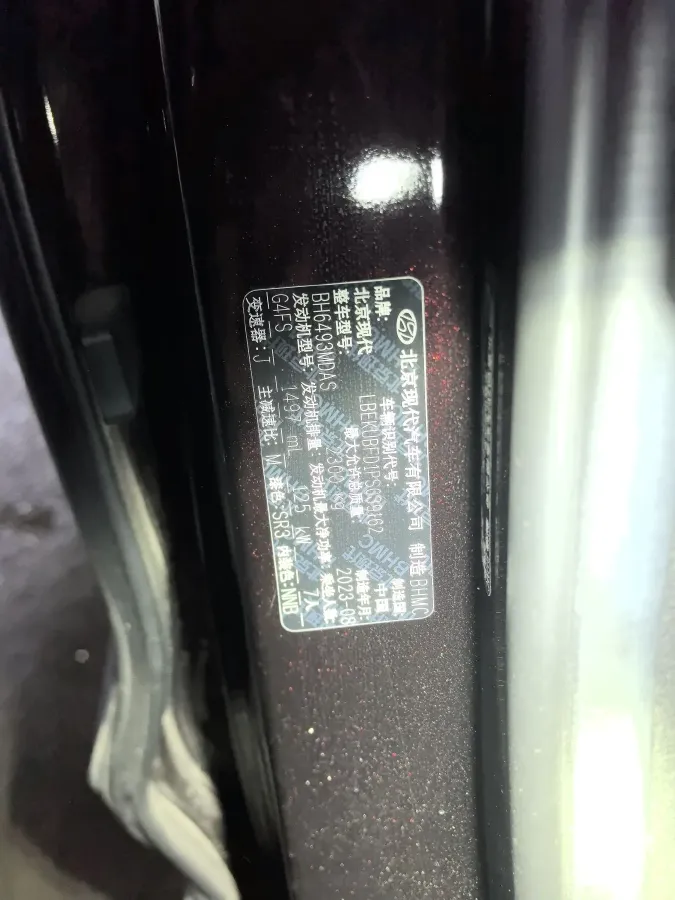 北京现代汽车有限公司 制造 BHMC
品牌: 车辆识别代号: 制造国:
北京现代 中国
整车型号: 最大允许总质量 制造年月:
BH6493MDAS 2300 kg 2023-08
发动机型号: 发动机排量: 发动机最大净功率: 乘坐人数:
G4FS 1497 mL 125 kW 7人
变速器: J 主减速比: M 漆色: SR3 内装色: NNB